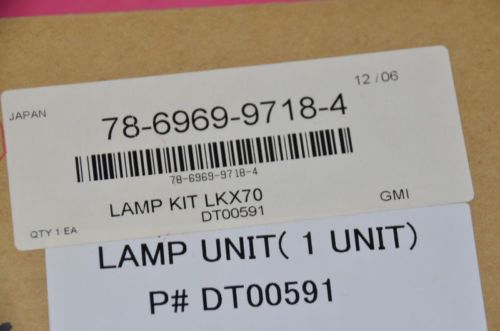 JAPAN
12/06
78-6969-9718-4
78-6969-9718-4
LAMP KIT LKX70
DT00591
QTY 1 EA
GMI
LAMP UNIT( 1 UNIT)
P# DT00591